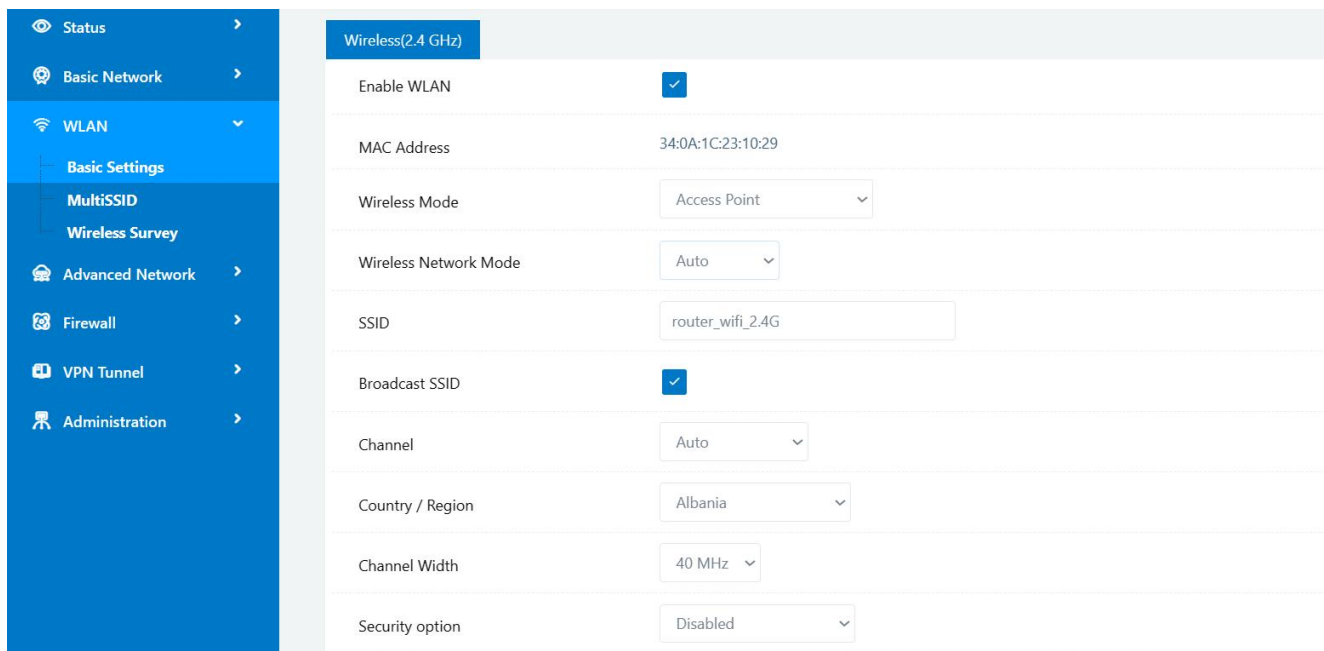 Status
Basic Network
WLAN
Basic Settings
MultiSSID
Wireless Survey
Advanced Network
Firewall
VPN Tunnel
Administration
Wireless(2.4 GHz)
Enable WLAN
MAC Address 34:0A:1C:23:10:29
Wireless Mode Access Point
Wireless Network Mode Auto
SSID router_wifi_2.4G
Broadcast SSID
Channel Auto
Country / Region Albania
Channel Width 40 MHz
Security option Disabled